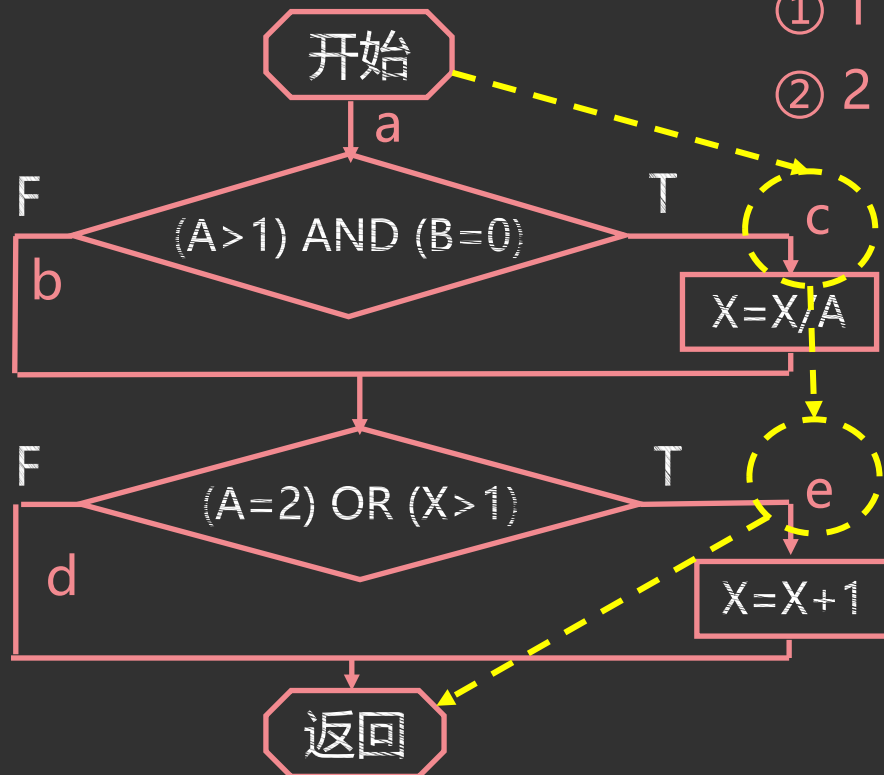 ① 1
开始
② 2
a
F
T
c
(A>1) AND (B=0)
b
X=X/A
F
T
e
(A=2) OR (X>1)
d
X=X+1
返回